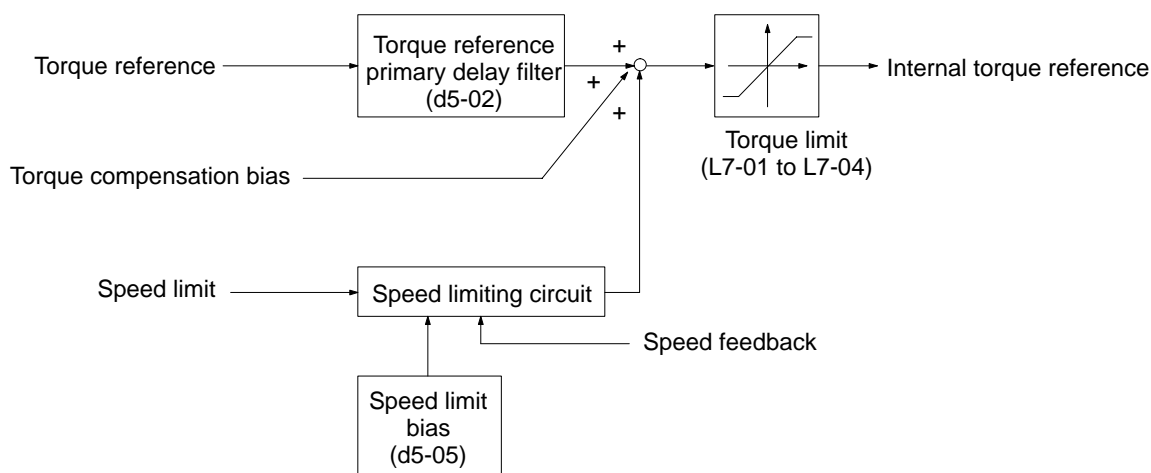 Torque reference
Torque reference
primary delay filter
(d5-02)
+
+
+
Internal torque reference
Torque limit
(L7-01 to L7-04)
Torque compensation bias
Speed limit
Speed limiting circuit
Speed feedback
Speed limit
bias
(d5-05)